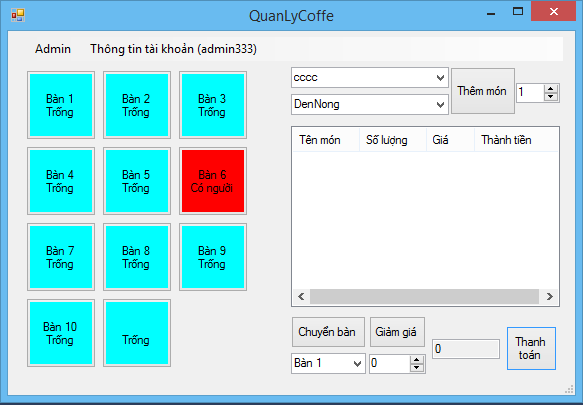 QuanLyCoffe
Admin Thông tin tài khoản (admin333)
Bàn 1
Trống
Bàn 2
Trống
Bàn 3
Trống
cccc
DenNong
Thêm món
1
Tên món Số lượng Giá Thành tiền
Bàn 4
Trống
Bàn 5
Trống
Bàn 6
Có người
Bàn 7
Trống
Bàn 8
Trống
Bàn 9
Trống
Bàn 10
Trống
Trống
Chuyển bàn
Giảm giá
Bàn 1
0
0
Thanh
toán